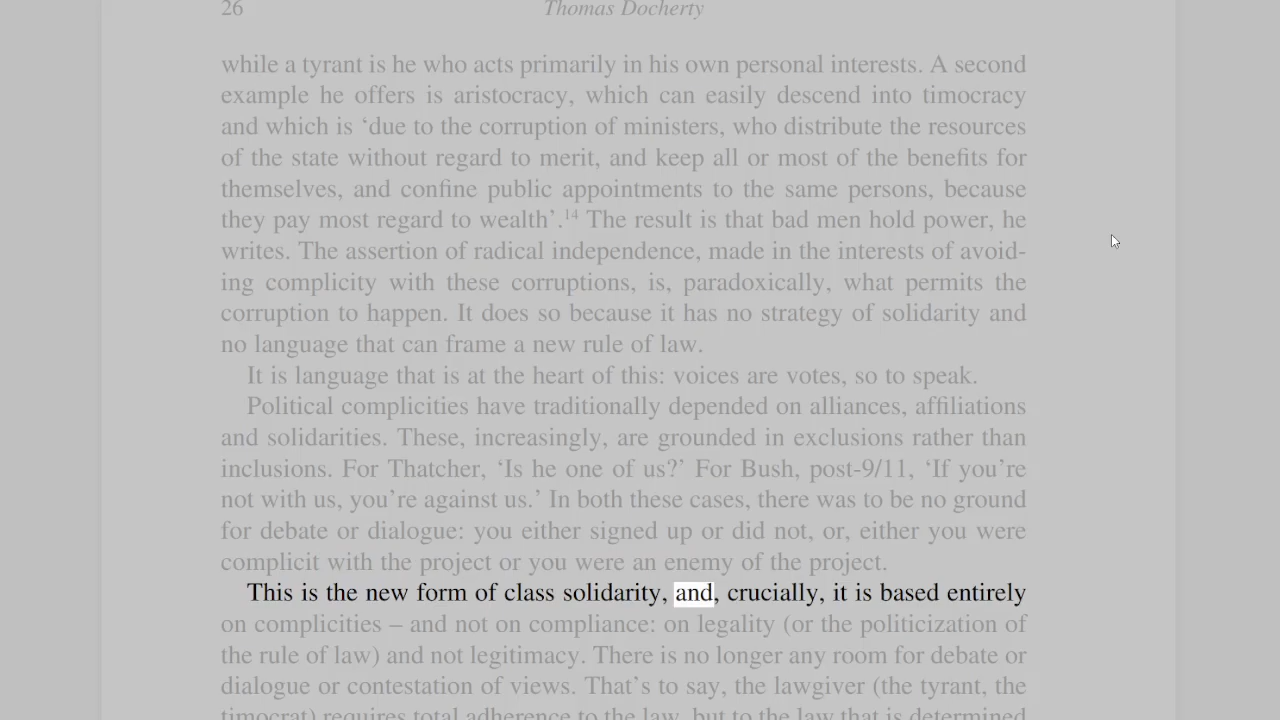 26
Thomas Docherty
while a tyrant is he who acts primarily in his own personal interests. A second
example he offers is aristocracy, which can easily descend into timocracy
and which is ‘due to the corruption of ministers, who distribute the resources
of the state without regard to merit, and keep all or most of the benefits for
themselves, and confine public appointments to the same persons, because
they pay most regard to wealth’.14 The result is that bad men hold power, he
writes. The assertion of radical independence, made in the interests of avoid-
ing complicity with these corruptions, is, paradoxically, what permits the
corruption to happen. It does so because it has no strategy of solidarity and
no language that can frame a new rule of law.
It is language that is at the heart of this: voices are votes, so to speak.
Political complicities have traditionally depended on alliances, affiliations
and solidarities. These, increasingly, are grounded in exclusions rather than
inclusions. For Thatcher, ‘Is he one of us?’ For Bush, post-9/11, ‘If you’re
not with us, you’re against us.’ In both these cases, there was to be no ground
for debate or dialogue: you either signed up or did not, or, either you were
complicit with the project or you were an enemy of the project.
This is the new form of class solidarity, and, crucially, it is based entirely
on complicities – and not on compliance: on legality (or the politicization of
the rule of law) and not legitimacy. There is no longer any room for debate or
dialogue or contestation of views. That’s to say, the lawgiver (the tyrant, the
timocrat) requires total adherence to the law, but to the law that is determined